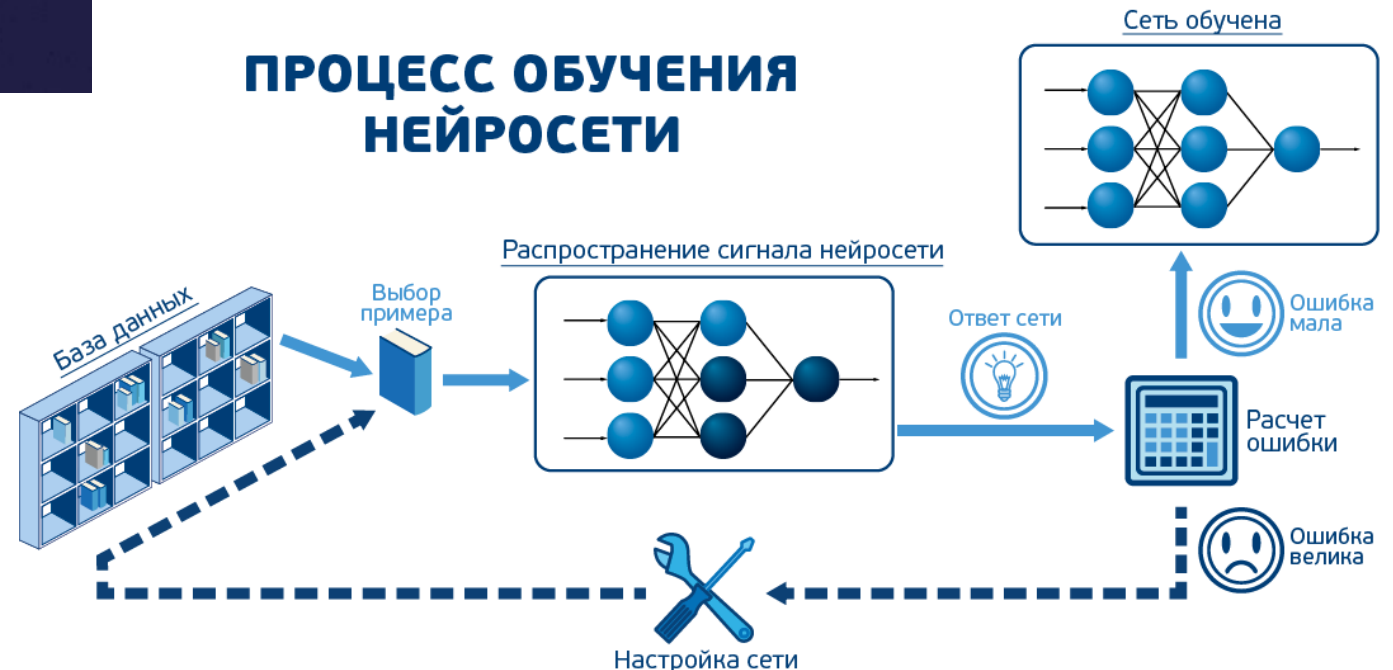 Сеть обучена
ПРОЦЕСС ОБУЧЕНИЯ
НЕЙРОСЕТИ
Распространение сигнала нейросети
База данных
Выбор
примера
Ответ сети
Ошибка
мала
Расчет
ошибки
Ошибка
велика
Настройка сети